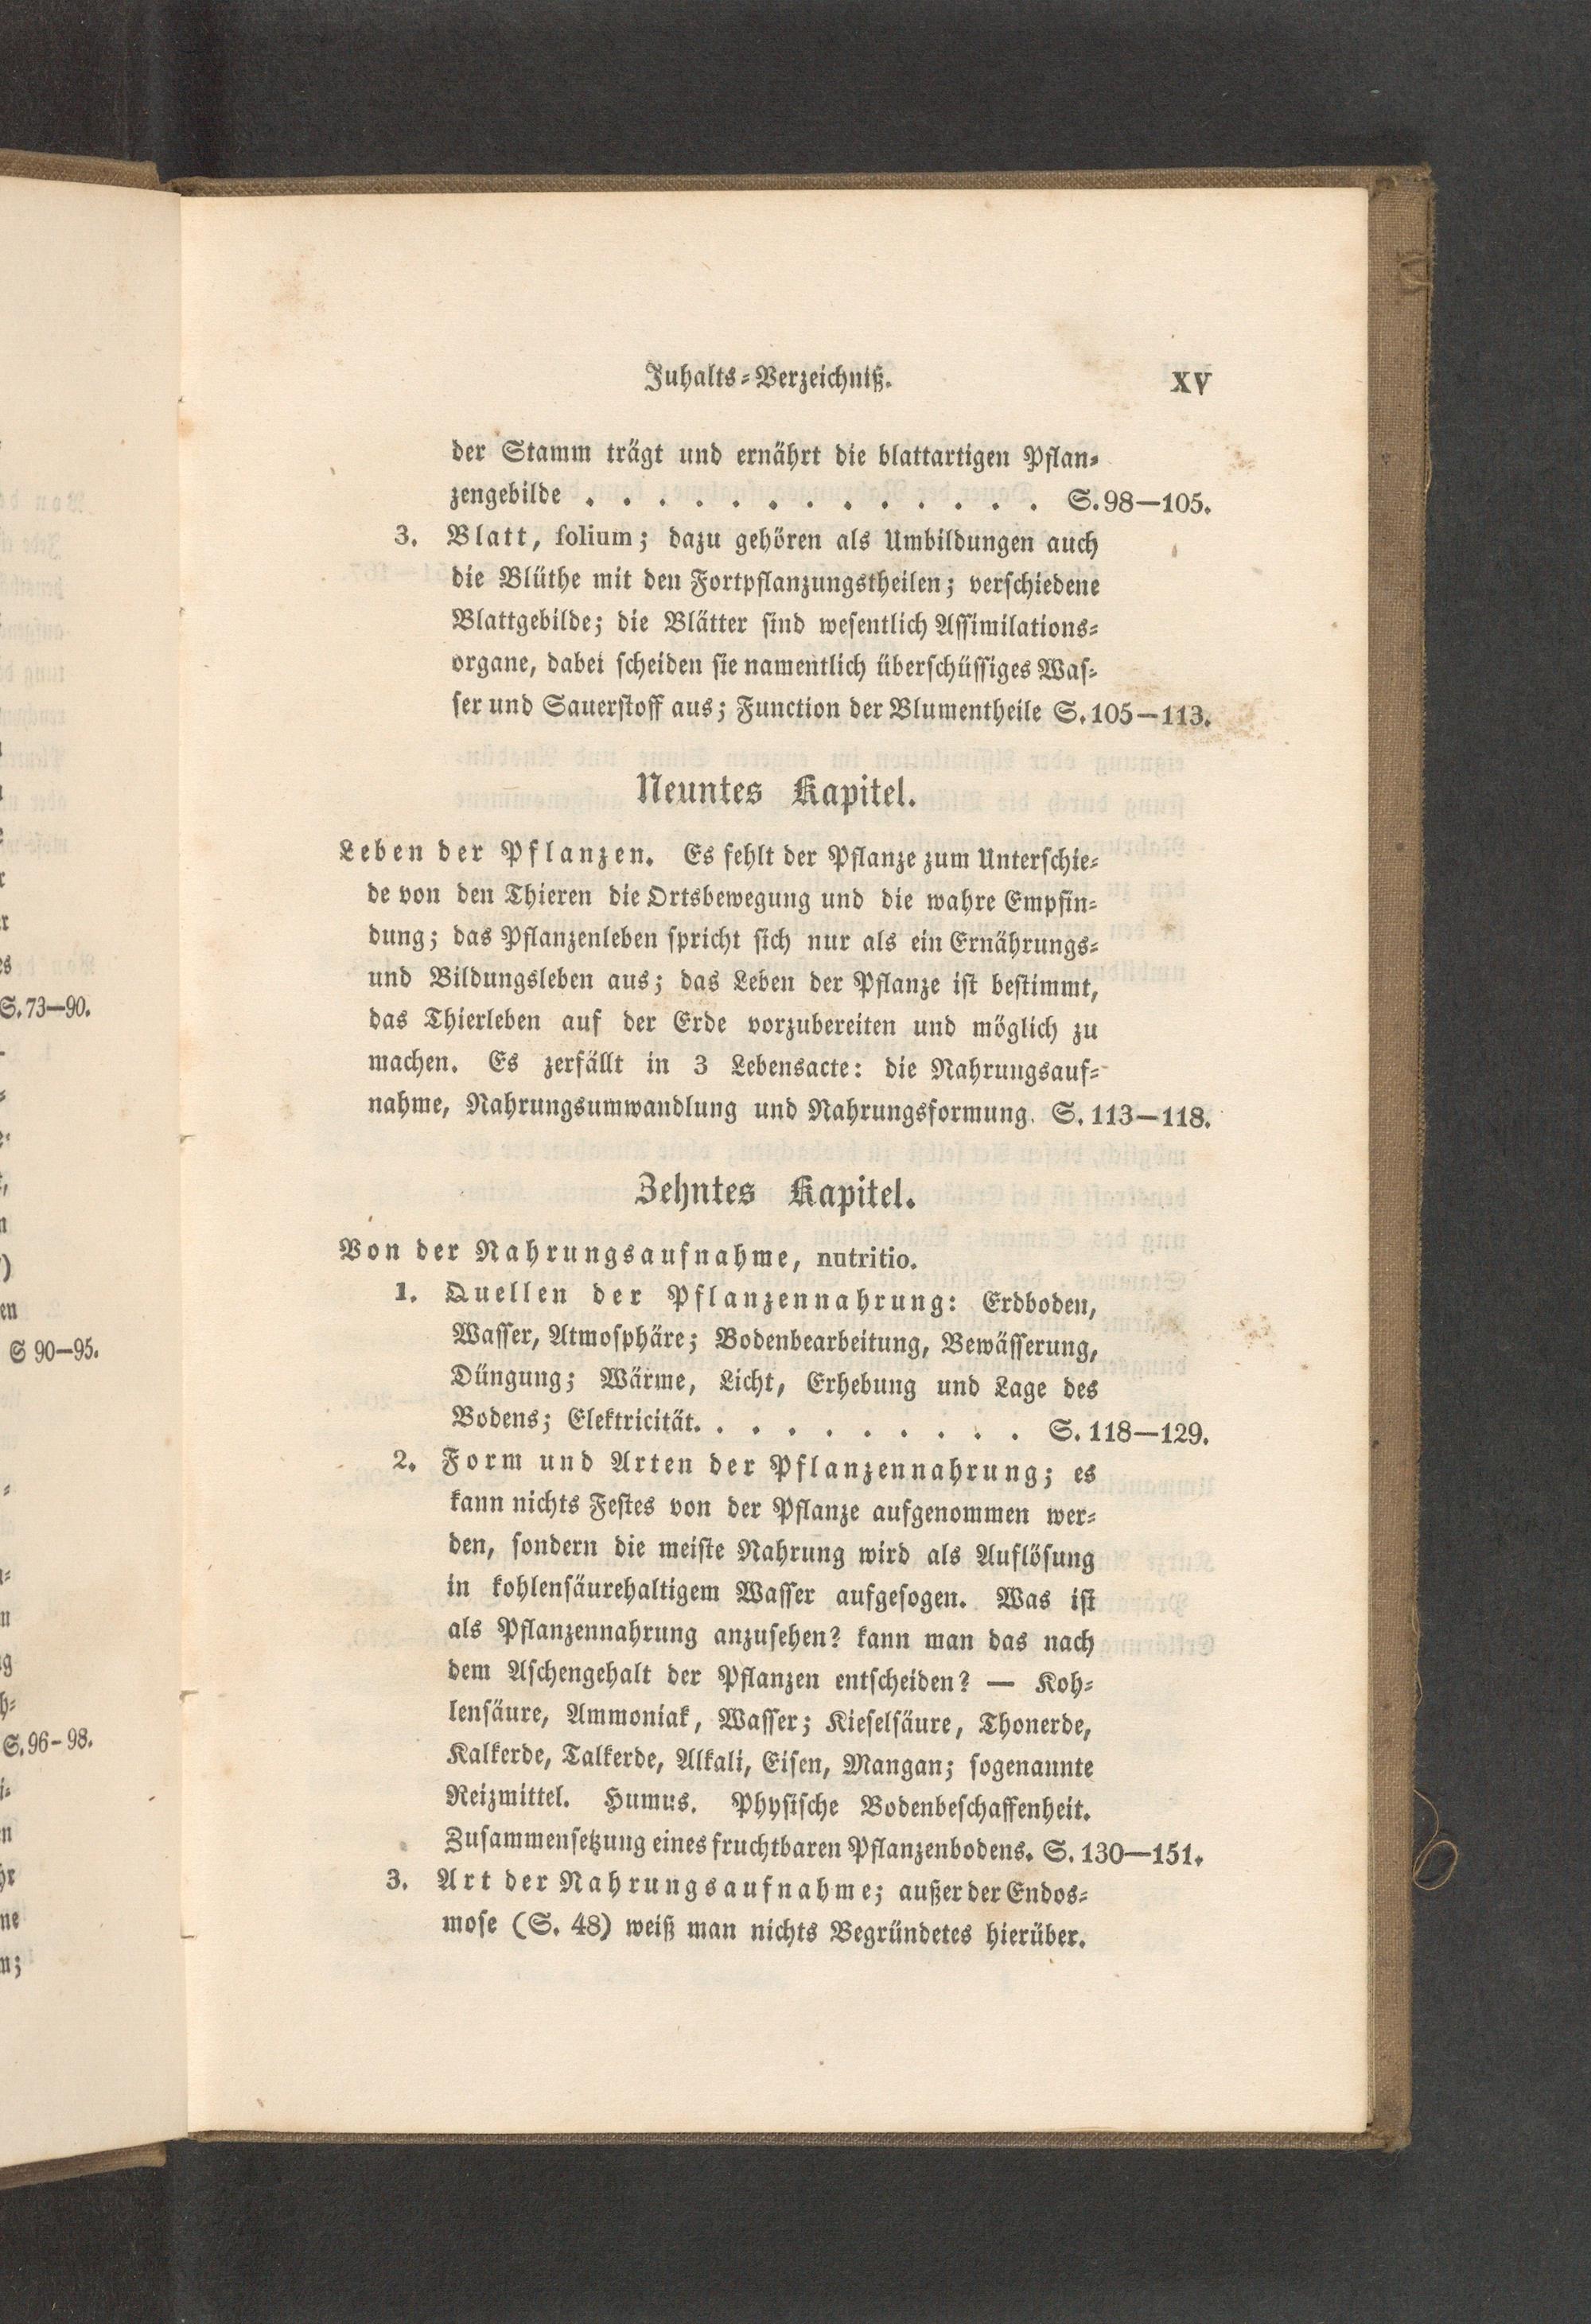 S. 73—90.
S 90—95.
S. 96-98.
Inhalts-Verzeichniß. XV
der Stamm trägt und ernährt die blattartigen Pflan-
zengebilde . . . . . . . . . . . . . S. 98—105.
3. Blatt, folium; dazu gehören als Umbildungen auch
die Blüthe mit den Fortpflanzungstheilen; verschiedene
Blattgebilde; die Blätter sind wesentlich Assimilations-
organe, dabei scheiden sie namentlich überschüssiges Was-
ser und Sauerstoff aus; Function der Blumentheile S. 105—113.
Neuntes Kapitel.
Leben der Pflanzen. Es fehlt der Pflanze zum Unterschie-
de von den Thieren die Ortsbewegung und die wahre Empfin-
dung; das Pflanzenleben spricht sich nur als ein Ernährungs-
und Bildungsleben aus; das Leben der Pflanze ist bestimmt,
das Thierleben auf der Erde vorzubereiten und möglich zu
machen. Es zerfällt in 3 Lebensacte: die Nahrungsauf-
nahme, Nahrungsumwandlung und Nahrungsformung. S. 113—118.
Zehntes Kapitel.
Von der Nahrungsaufnahme, nutritio.
1. Quellen der Pflanzennahrung: Erdboden,
Wasser, Atmosphäre; Bodenbearbeitung, Bewässerung,
Düngung; Wärme, Licht, Erhebung und Lage des
Bodens; Elektricität. . . . . . . . . . S. 118—129.
2. Form und Arten der Pflanzennahrung; es
kann nichts Festes von der Pflanze aufgenommen wer-
den, sondern die meiste Nahrung wird als Auflösung
in kohlensäurehaltigem Wasser aufgesogen. Was ist
als Pflanzennahrung anzusehen? kann man das nach
dem Aschengehalt der Pflanzen entscheiden? — Koh-
lensäure, Ammoniak, Wasser; Kieselsäure, Thonerde,
Kalkerde, Talkerde, Alkali, Eisen, Mangan; sogenannte
Reizmittel. Humus. Physische Bodenbeschaffenheit.
Zusammensetzung eines fruchtbaren Pflanzenbodens. S. 130—151.
3. Art der Nahrungsaufnahme; außer der Endos-
mose (S. 48) weiß man nichts Begründetes hierüber.